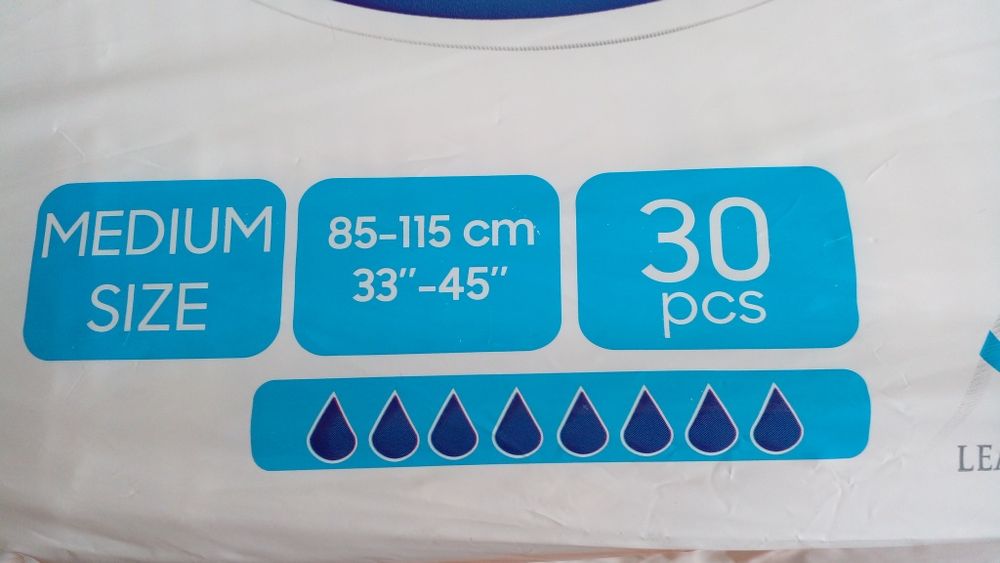 MEDIUM
SIZE
85-115 cm
33"-45"
30
pcs